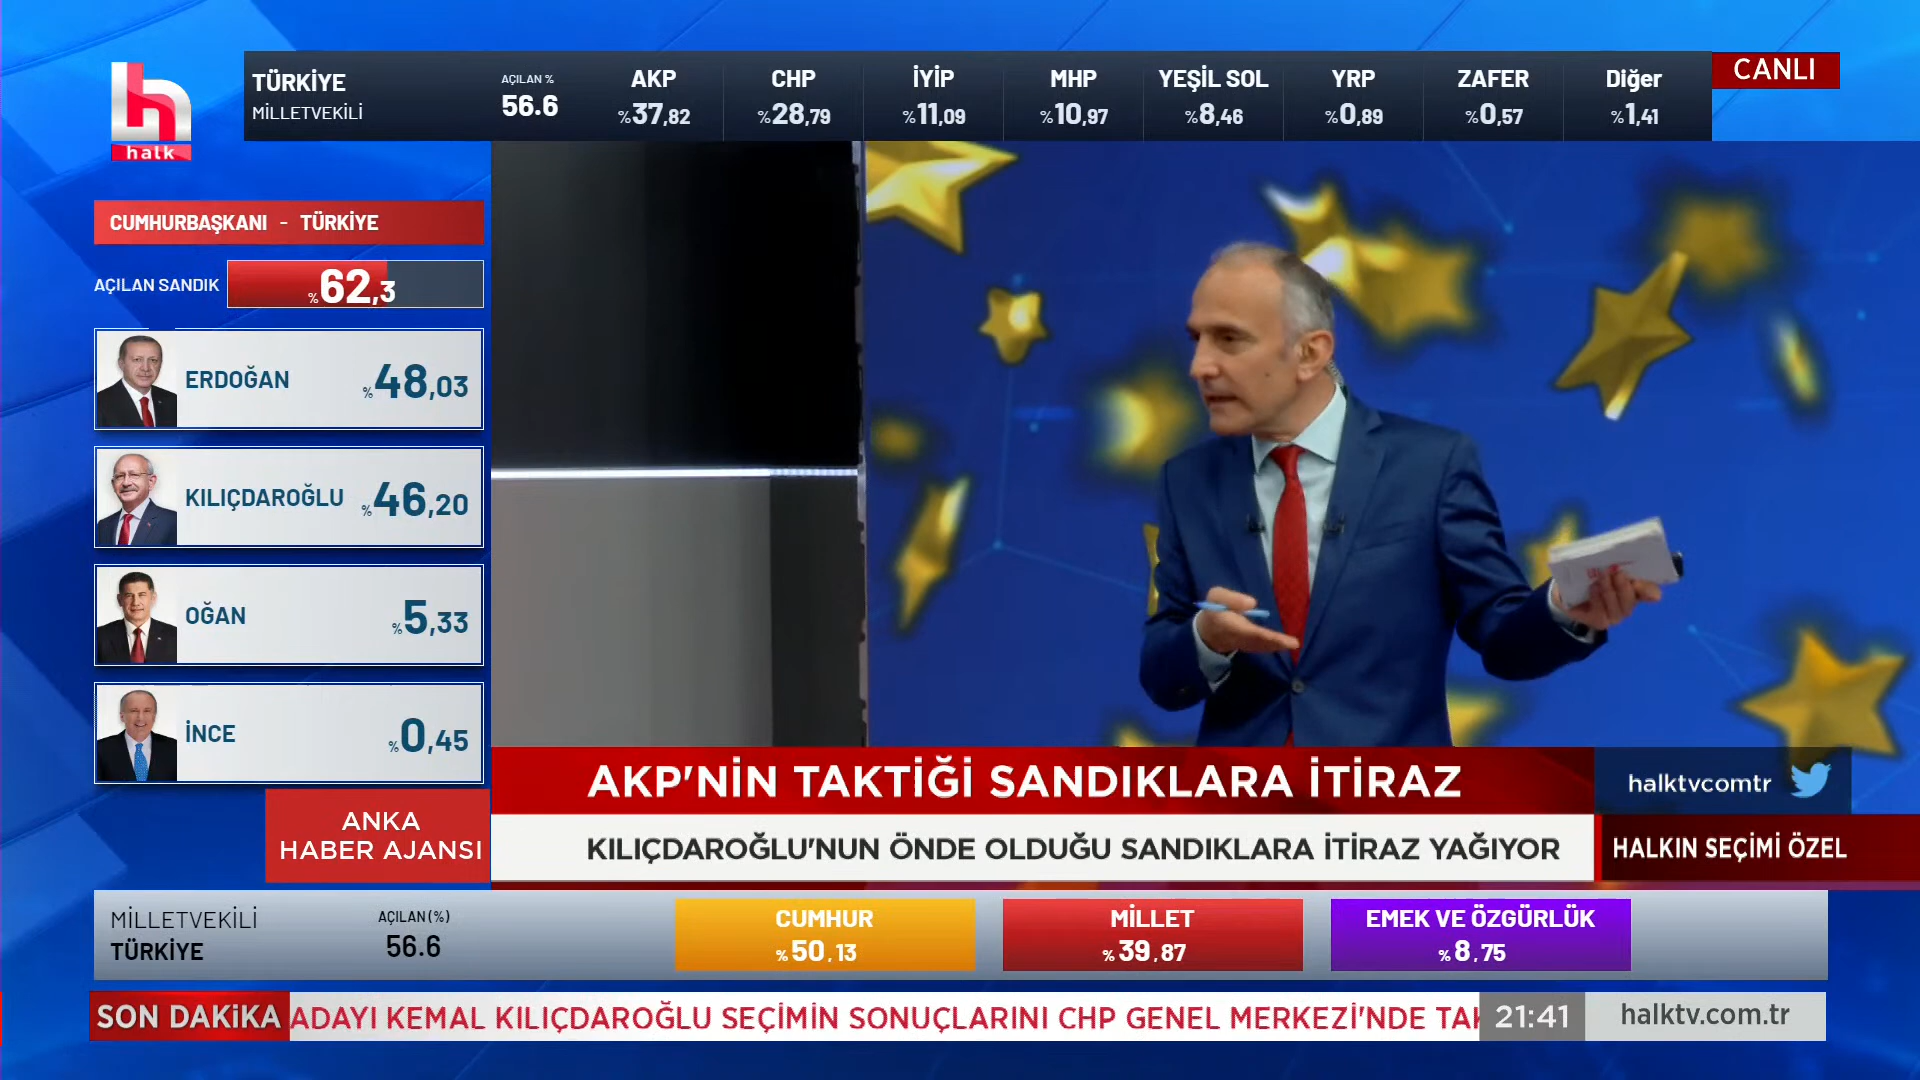 halk
TÜRKİYE
MİLLETVEKİLİ
AÇILAN %
56.6
AKP
%37,82
CHP
%28,79
İYİP
%11,09
MHP
%10,97
YEŞİL SOL
%8,46
YRP
%0,89
ZAFER
%0,57
Diğer
%1,41
CANLI
CUMHURBAŞKANI - TÜRKİYE
AÇILAN SANDIK
%62,3
ERDOĞAN %48,03
KILIÇDAROĞLU %46,20
OĞAN %5,33
İNCE %0,45
ANKA
HABER AJANSI
AKP'NİN TAKTİĞİ SANDIKLARA İTİRAZ
KILIÇDAROĞLU'NUN ÖNDE OLDUĞU SANDIKLARA İTİRAZ YAĞIYOR
halktvcomtr
HALKIN SEÇİMİ ÖZEL
MİLLETVEKİLİ
TÜRKİYE
AÇILAN (%)
56.6
CUMHUR
%50,13
MİLLET
%39,87
EMEK VE ÖZGÜRLÜK
%8,75
SON DAKİKA
ADAYI KEMAL KILIÇDAROĞLU SEÇİMİN SONUÇLARINI CHP GENEL MERKEZİ'NDE TAK
21:41
halktv.com.tr